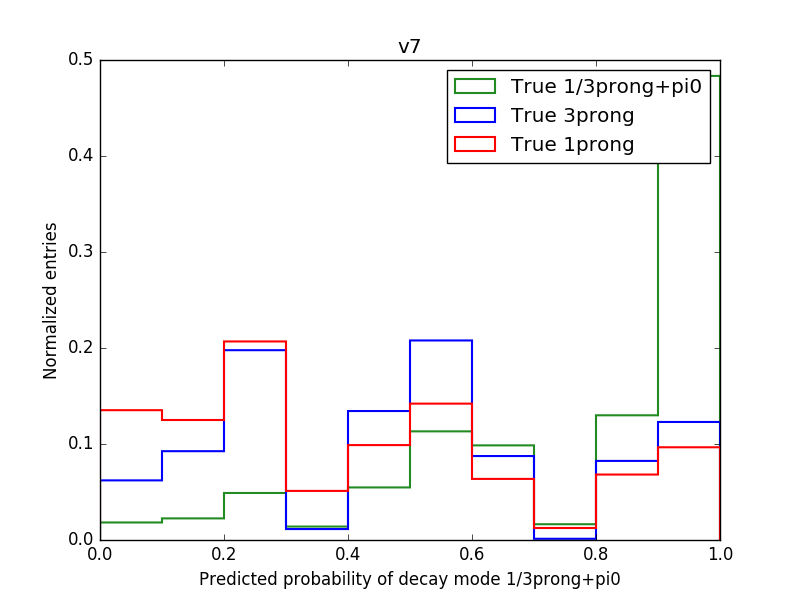 v7
True 1/3prong+pi0
True 3prong
True 1prong
Normalized entries
0.5
0.4
0.3
0.2
0.1
0.0
0.0 0.2 0.4 0.6 0.8 1.0
Predicted probability of decay mode 1/3prong+pi0